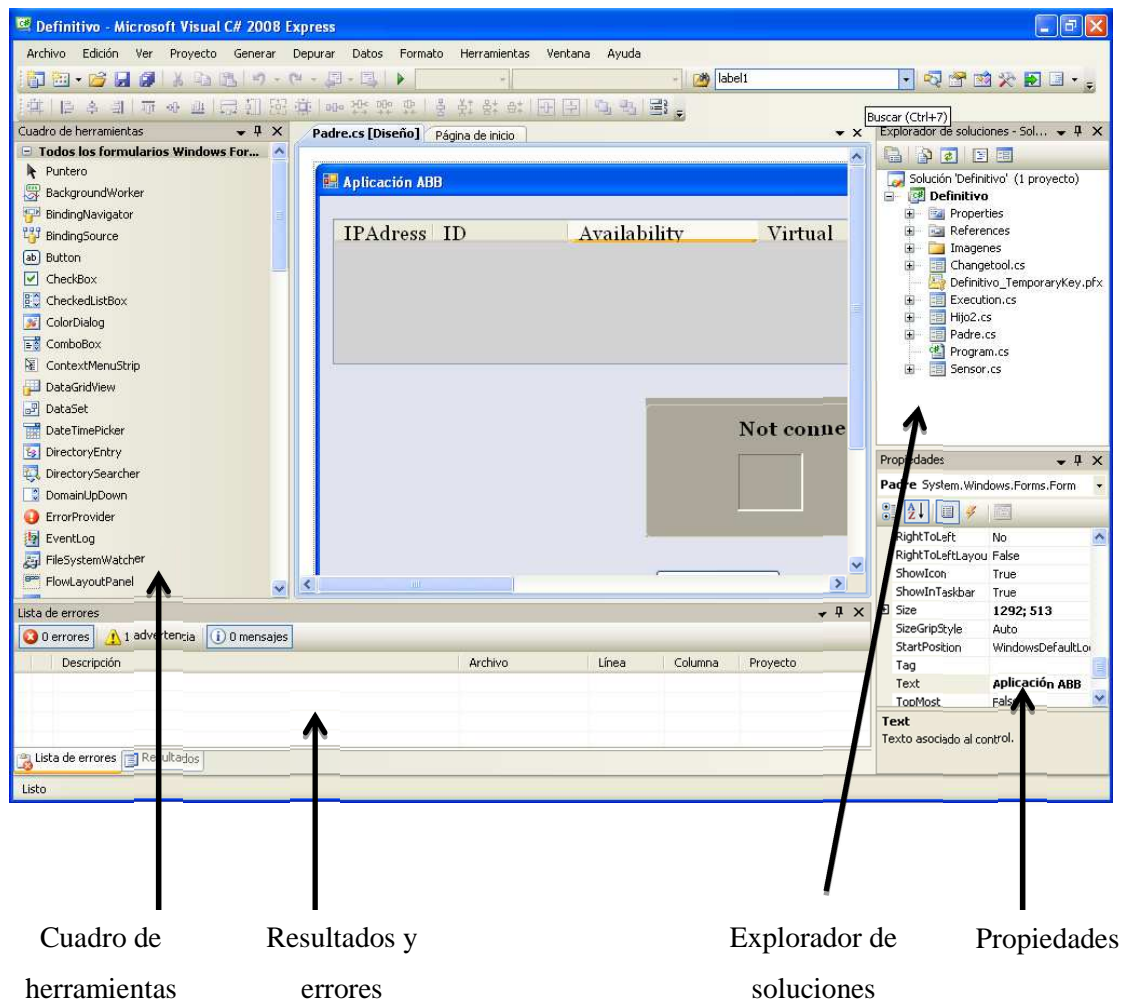 Definitivo - Microsoft Visual C# 2008 Express
Archivo Edición Ver Proyecto Generar Depurar Datos Formato Herramientas Ventana Ayuda
label1
Buscar (Ctrl+7)
Cuadro de herramientas
Todos los formularios Windows For...
Puntero
BackgroundWorker
BindingNavigator
BindingSource
Button
CheckBox
CheckedListBox
ColorDialog
ComboBox
ContextMenuStrip
DataGridView
DataSet
DateTimePicker
DirectoryEntry
DirectorySearcher
DomainUpDown
ErrorProvider
EventLog
FileSystemWatcher
FlowLayoutPanel
Padre.cs [Diseño] Página de inicio
Aplicación ABB
IPAdress ID Availability Virtual
Not conne
Explorador de soluciones - Sol...
Solución 'Definitivo' (1 proyecto)
Definitivo
Properties
References
Imagenes
Changetool.cs
Definitivo_TemporaryKey.pfx
Execution.cs
Hijo2.cs
Padre.cs
Program.cs
Sensor.cs
Propiedades
Padre System.Windows.Forms.Form
RightToLeft No
RightToLeftLayou False
ShowIcon True
ShowInTaskbar True
Size 1292; 513
SizeGripStyle Auto
StartPosition WindowsDefaultLo
Tag
Text Aplicación ABB
TopMost False
Text
Texto asociado al control.
Lista de errores
0 errores 1 advertencia 0 mensajes
Descripción Archivo Línea Columna Proyecto
Lista de errores Resultados
Listo
Cuadro de
herramientas
Resultados y
errores
Explorador de
soluciones
Propiedades